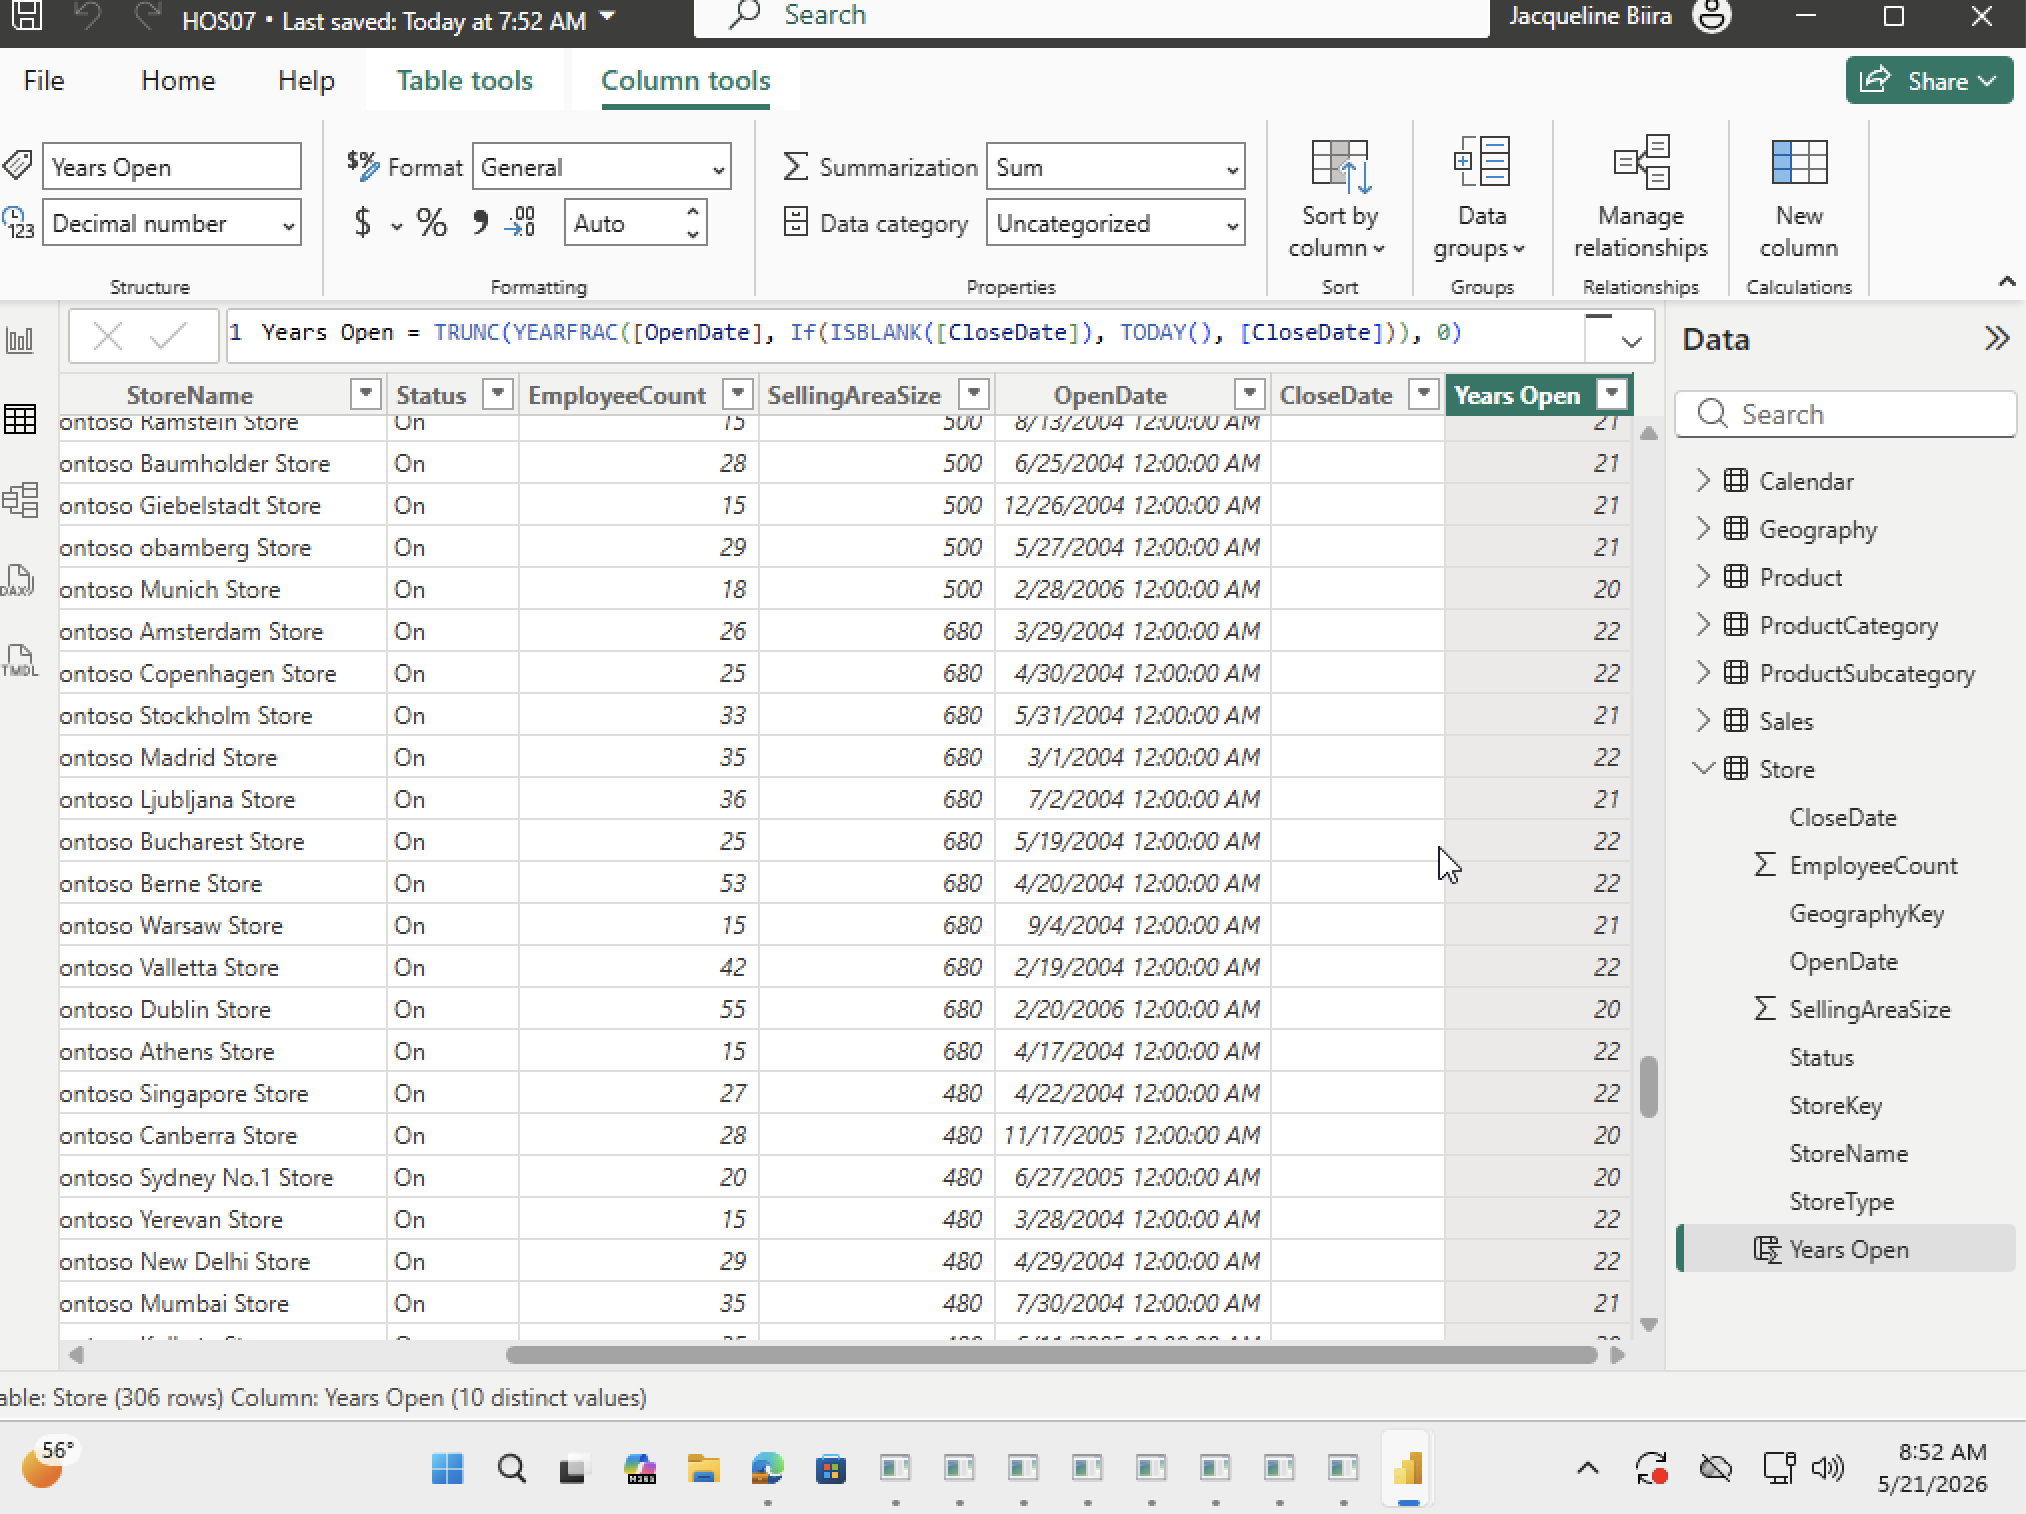 HOS07 • Last saved: Today at 7:52 AM
Search
Jacqueline Biira
File
Home
Help
Table tools
Column tools
Share
Years Open
$% Format General
Summarization Sum
123 Decimal number
$ % , .00 →.0 Auto
Data category Uncategorized
Sort by column
Data groups
Manage relationships
New column
Structure
Formatting
Properties
Sort
Groups
Relationships
Calculations
1 Years Open = TRUNC(YEARFRAC([OpenDate], If(ISBLANK([CloseDate]), TODAY(), [CloseDate])), 0)
StoreName Status EmployeeCount SellingAreaSize OpenDate CloseDate Years Open
ontoso Ramstein Store On 15 500 8/13/2004 12:00:00 AM 21
ontoso Baumholder Store On 28 500 6/25/2004 12:00:00 AM 21
ontoso Giebelstadt Store On 15 500 12/26/2004 12:00:00 AM 21
ontoso obamberg Store On 29 500 5/27/2004 12:00:00 AM 21
ontoso Munich Store On 18 500 2/28/2006 12:00:00 AM 20
ontoso Amsterdam Store On 26 680 3/29/2004 12:00:00 AM 22
ontoso Copenhagen Store On 25 680 4/30/2004 12:00:00 AM 22
ontoso Stockholm Store On 33 680 5/31/2004 12:00:00 AM 21
ontoso Madrid Store On 35 680 3/1/2004 12:00:00 AM 22
ontoso Ljubljana Store On 36 680 7/2/2004 12:00:00 AM 21
ontoso Bucharest Store On 25 680 5/19/2004 12:00:00 AM 22
ontoso Berne Store On 53 680 4/20/2004 12:00:00 AM 22
ontoso Warsaw Store On 15 680 9/4/2004 12:00:00 AM 21
ontoso Valletta Store On 42 680 2/19/2004 12:00:00 AM 22
ontoso Dublin Store On 55 680 2/20/2006 12:00:00 AM 20
ontoso Athens Store On 15 680 4/17/2004 12:00:00 AM 22
ontoso Singapore Store On 27 480 4/22/2004 12:00:00 AM 22
ontoso Canberra Store On 28 480 11/17/2005 12:00:00 AM 20
ontoso Sydney No.1 Store On 20 480 6/27/2005 12:00:00 AM 20
ontoso Yerevan Store On 15 480 3/28/2004 12:00:00 AM 22
ontoso New Delhi Store On 29 480 4/29/2004 12:00:00 AM 22
ontoso Mumbai Store On 35 480 7/30/2004 12:00:00 AM 21
DAX
TMDL
Data
Search
Calendar
Geography
Product
ProductCategory
ProductSubcategory
Sales
Store
CloseDate
EmployeeCount
GeographyKey
OpenDate
SellingAreaSize
Status
StoreKey
StoreName
StoreType
Years Open
able: Store (306 rows) Column: Years Open (10 distinct values)
56°
8:52 AM
5/21/2026